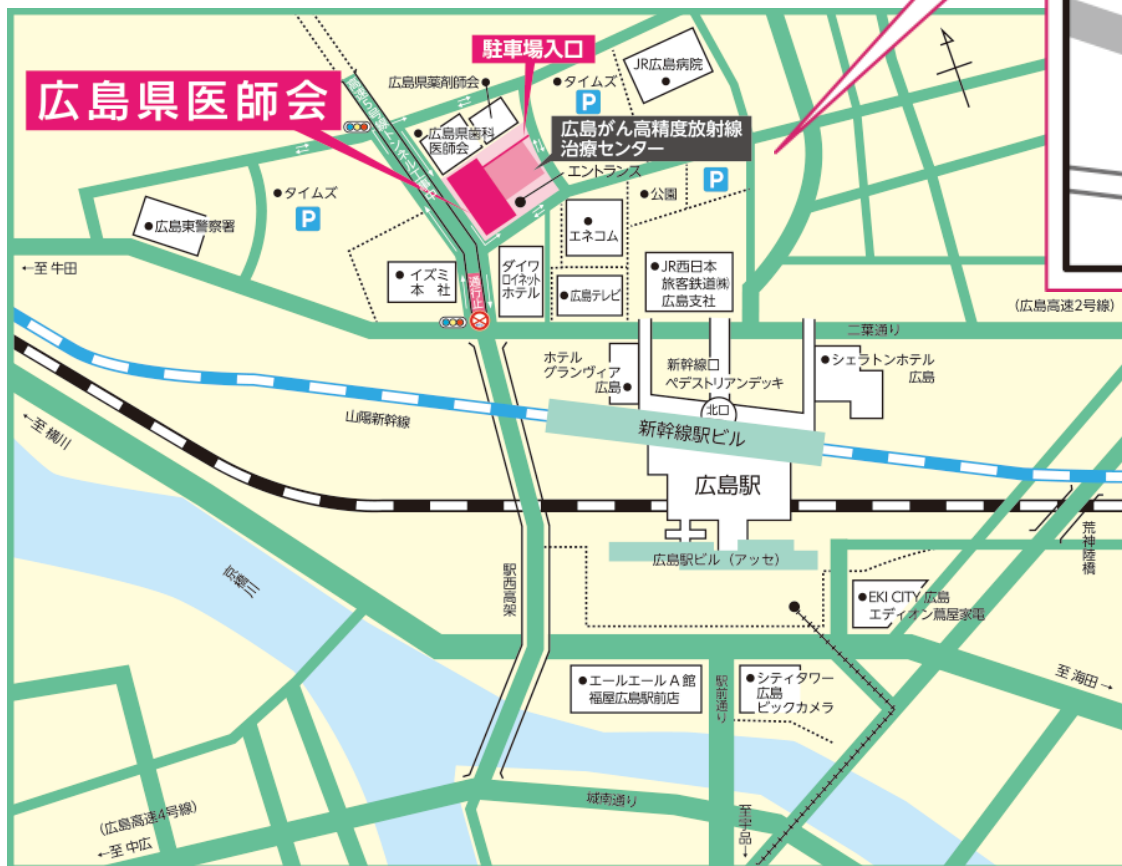 駐車場入口
広島県医師会
広島県薬剤師会
タイムズ
P
JR広島病院
広島県歯科
医師会
広島がん高精度放射線
治療センター
エントランス
P
公園
タイムズ
P
広島東警察署
エネコム
←至 牛田
イズミ
本社
ダイワ
ロイネット
ホテル
広島テレビ
JR西日本
旅客鉄道㈱
広島支社
通行止
(広島高速2号線)
二葉通り
ホテル
グランヴィア
広島
新幹線口
ペデストリアンデッキ
シェラトンホテル
広島
北口
山陽新幹線
新幹線駅ビル
←至 横川
広島駅
荒神陸橋
広島駅ビル(アッセ)
京橋川
駅西高架
EKI CITY 広島
エディオン蔦屋家電
エールエールA館
福屋広島駅前店
駅前通り
シティタワー
広島
ビックカメラ
至 海田→
城南通り
(広島高速4号線)
←至 中広
至宇品→